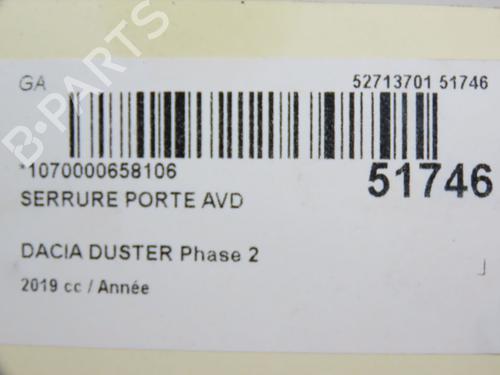 GA 52713701 51746
*1070000658106 51746
SERRURE PORTE AVD
DACIA DUSTER Phase 2
2019 cc / Année
B-PARTS